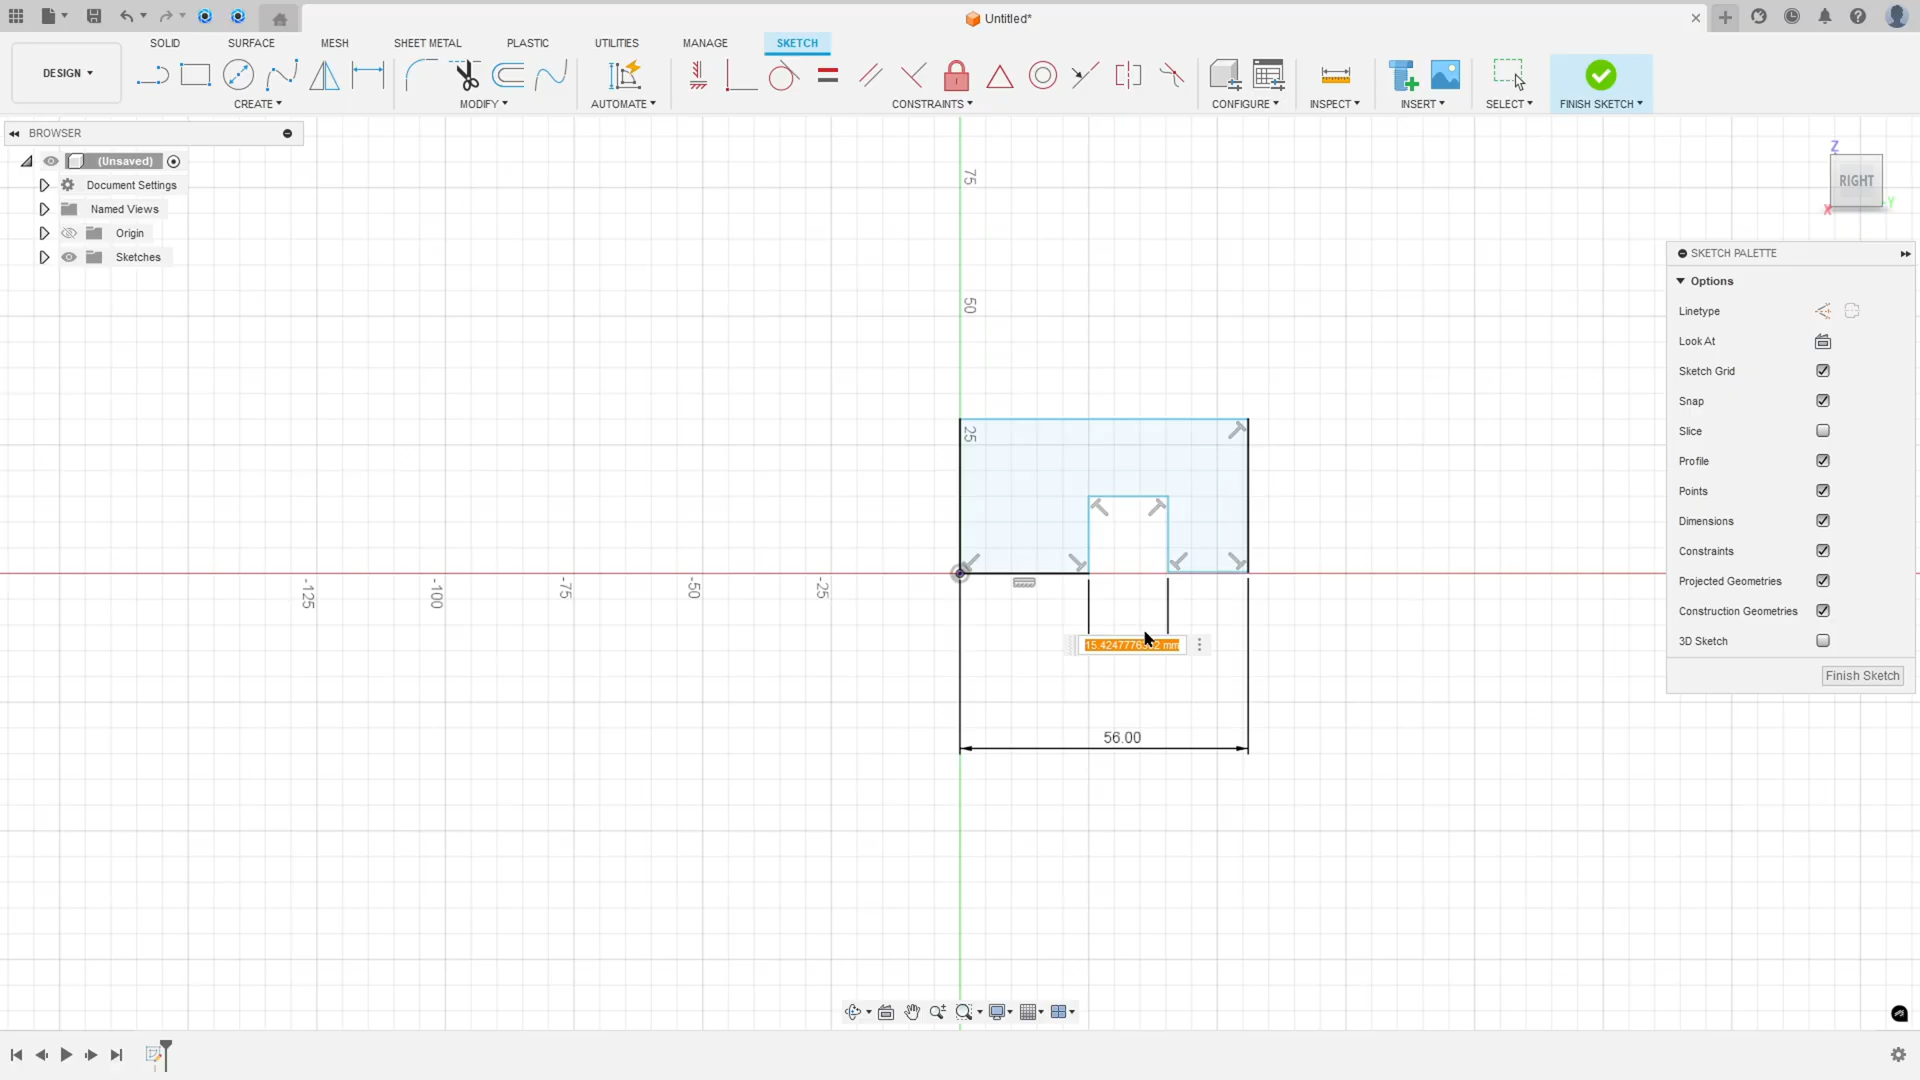 Untitled*
DESIGN
SOLID SURFACE MESH SHEET METAL PLASTIC UTILITIES MANAGE SKETCH
CREATE MODIFY AUTOMATE CONSTRAINTS CONFIGURE INSPECT INSERT SELECT FINISH SKETCH
BROWSER
(Unsaved)
Document Settings
Named Views
Origin
Sketches
Z
RIGHT
X
Y
SKETCH PALETTE
Options
Linetype
Look At
Sketch Grid
Snap
Slice
Profile
Points
Dimensions
Constraints
Projected Geometries
Construction Geometries
3D Sketch
Finish Sketch
75
50
25
-125
-100
-75
-50
-25
56.00